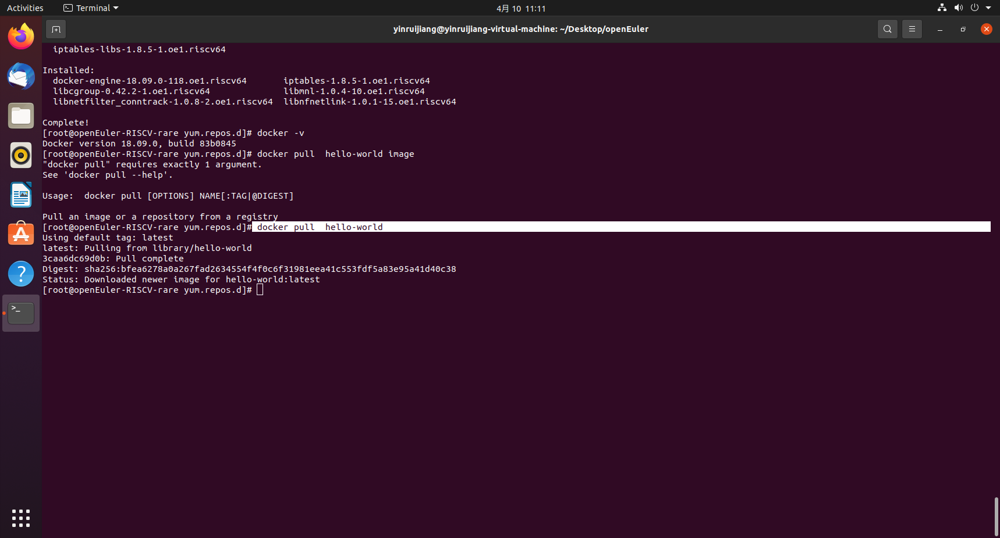 Activities Terminal 4月 10 11:11
yinruijiang@yinruijiang-virtual-machine: ~/Desktop/openEuler
  iptables-libs-1.8.5-1.oe1.riscv64
Installed:
  docker-engine-18.09.0-118.oe1.riscv64       iptables-1.8.5-1.oe1.riscv64
  libcgroup-0.42.2-1.oe1.riscv64              libmnl-1.0.4-10.oe1.riscv64
  libnetfilter_conntrack-1.0.8-2.oe1.riscv64  libnfnetlink-1.0.1-15.oe1.riscv64
Complete!
[root@openEuler-RISCV-rare yum.repos.d]# docker -v
Docker version 18.09.0, build 83b0845
[root@openEuler-RISCV-rare yum.repos.d]# docker pull  hello-world image
"docker pull" requires exactly 1 argument.
See 'docker pull --help'.
Usage:  docker pull [OPTIONS] NAME[:TAG|@DIGEST]
Pull an image or a repository from a registry
[root@openEuler-RISCV-rare yum.repos.d]# docker pull  hello-world
Using default tag: latest
latest: Pulling from library/hello-world
3caa6dc69d0b: Pull complete
Digest: sha256:bfea6278a0a267fad2634554f4f0c6f31981eea41c553fdf5a83e95a41d40c38
Status: Downloaded newer image for hello-world:latest
[root@openEuler-RISCV-rare yum.repos.d]#